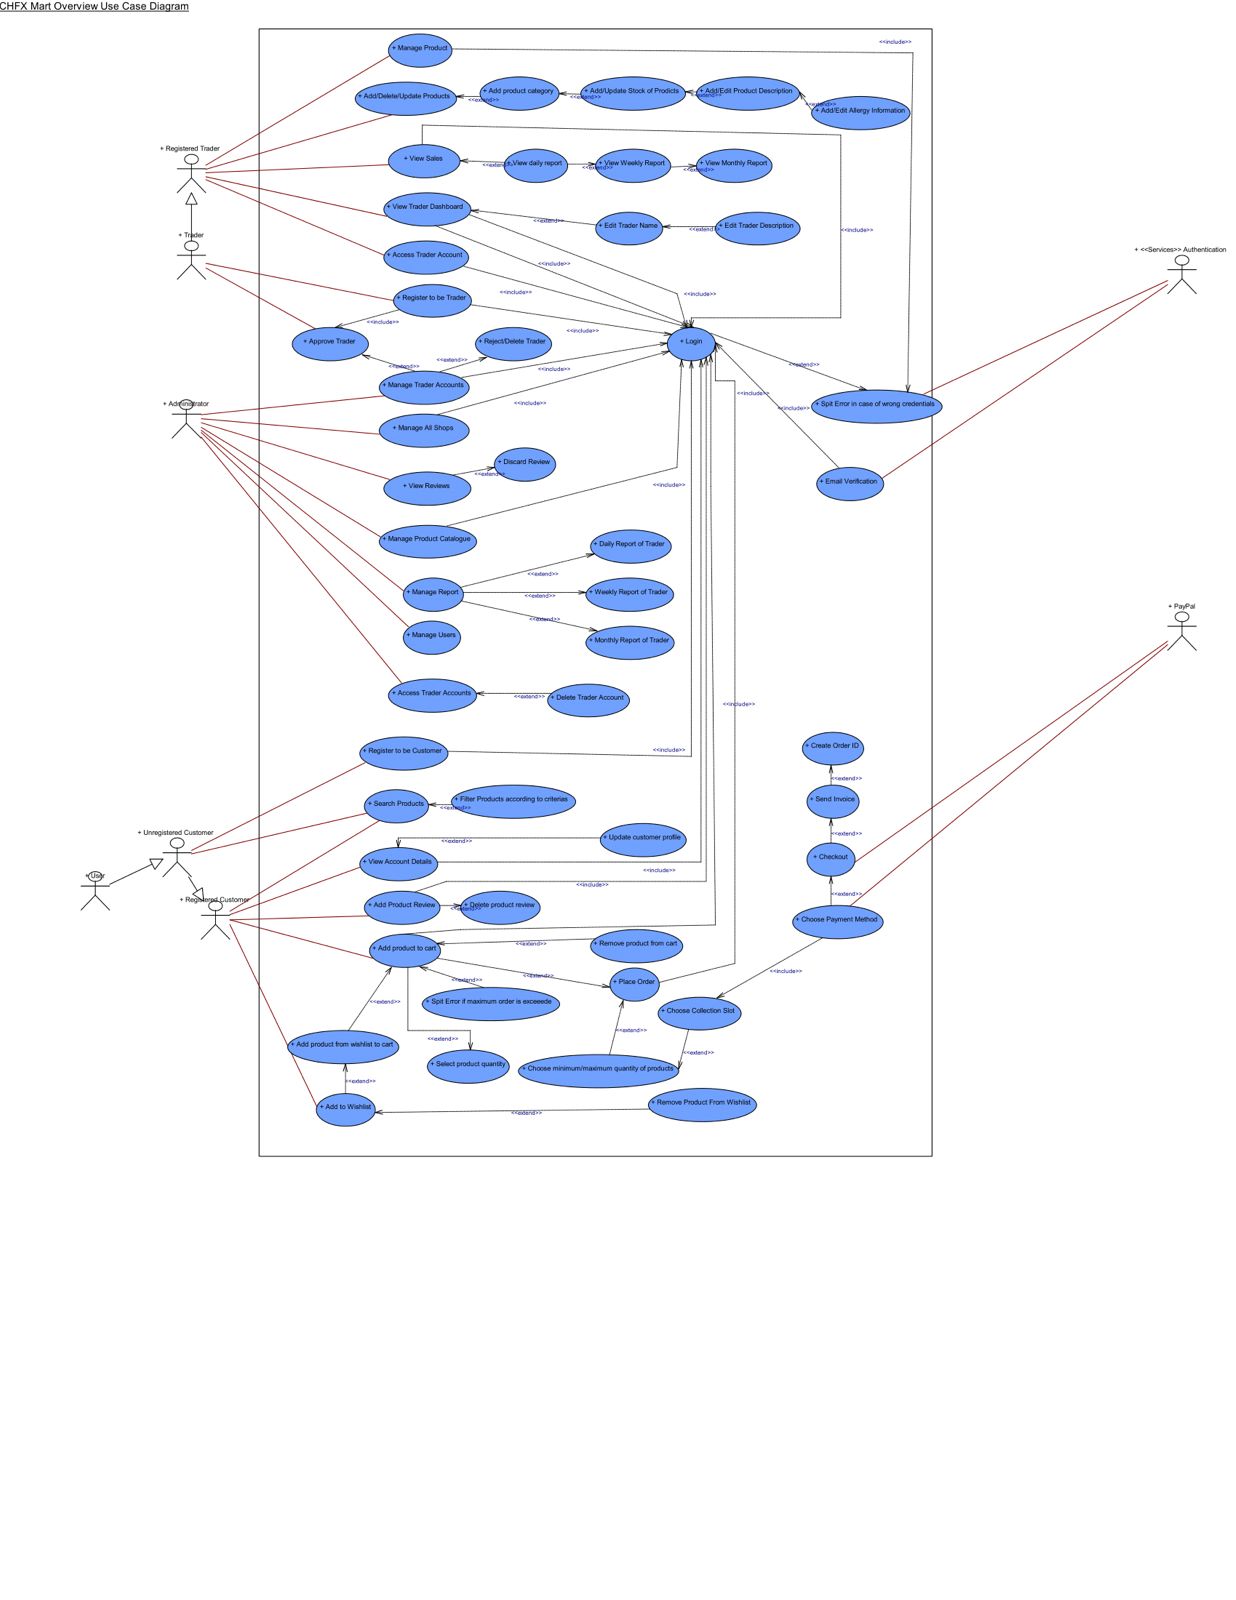 CHFX Mart Overview Use Case Diagram
+ Manage Product
<<include>>
+ Add/Delete/Update Products
<<extend>>
+ Add product category
<<extend>>
+ Add/Update Stock of Prodicts
<<extend>>
+ Add/Edit Product Description
<<extend>>
+ Add/Edit Allergy Information
+ Registered Trader
+ View Sales
<<extend>>
+ View daily report
<<extend>>
+ View Weekly Report
<<extend>>
+ View Monthly Report
+ View Trader Dashboard
<<extend>>
+ Edit Trader Name
<<extend>>
+ Edit Trader Description
<<include>>
+ Trader
+ Access Trader Account
<<include>>
+ <<Services>> Authentication
+ Register to be Trader
<<include>>
<<include>>
<<include>>
<<include>>
+ Approve Trader
+ Reject/Delete Trader
+ Login
<<extend>>
<<extend>>
<<include>>
<<extend>>
+ Manage Trader Accounts
<<include>>
<<include>>
<<include>>
+ Spit Error in case of wrong credentials
+ Administrator
+ Manage All Shops
+ Discard Review
<<extend>>
+ View Reviews
<<include>>
+ Email Verification
+ Manage Product Catalogue
+ Daily Report of Trader
<<extend>>
+ Manage Report
<<extend>>
+ Weekly Report of Trader
+ PayPal
<<extend>>
+ Manage Users
+ Monthly Report of Trader
+ Access Trader Accounts
<<extend>>
+ Delete Trader Account
<<include>>
+ Register to be Customer
<<include>>
+ Create Order ID
<<extend>>
+ Search Products
<<extend>>
+ Filter Products according to criterias
+ Send Invoice
<<extend>>
+ Unregistered Customer
<<extend>>
+ Update customer profile
+ View Account Details
<<include>>
+ Checkout
+ User
<<include>>
<<extend>>
+ Registered Customer
+ Add Product Review
<<extend>>
+ Delete product review
+ Choose Payment Method
+ Add product to cart
<<extend>>
+ Remove product from cart
<<include>>
<<extend>>
<<extend>>
+ Place Order
+ Spit Error if maximum order is exceeede
<<extend>>
+ Choose Collection Slot
<<extend>>
<<extend>>
+ Add product from wishlist to cart
<<extend>>
+ Select product quantity
+ Choose minimum/maximum quantity of products
<<extend>>
+ Add to Wishlist
<<extend>>
+ Remove Product From Wishlist